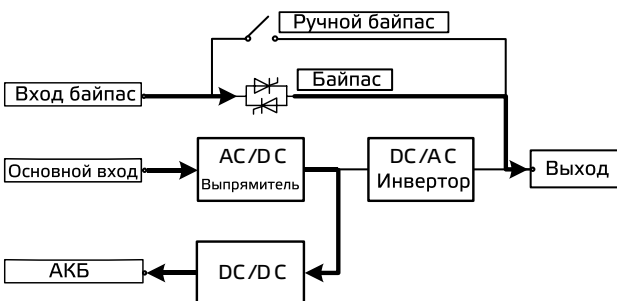 Ручной байпас
Байпас
Вход байпас
Основной вход
AC/DC
Выпрямитель
DC/AC
Инвертор
Выход
АКБ
DC/DC